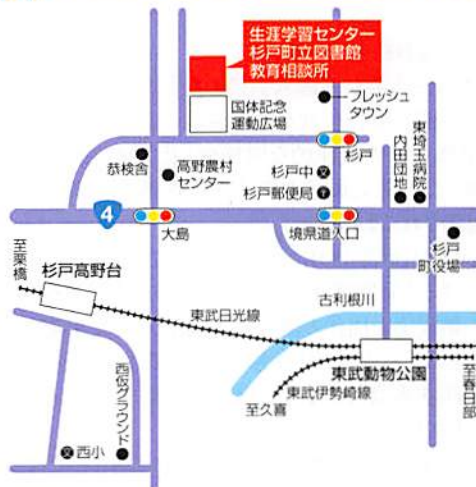 生涯学習センター
杉戸町立図書館
教育相談所
国体記念
運動広場
フレッシュ
タウン
杉戸
恭検舎
高野農村
センター
杉戸中
文
杉戸郵便局
〒
内田団地
東埼玉病院
4
大島
境県道入口
杉戸
町役場
至栗橋
杉戸高野台
東武日光線
古利根川
東武動物公園
至春日部
東武伊勢崎線
至久喜
西仮グラウンド
文
西小